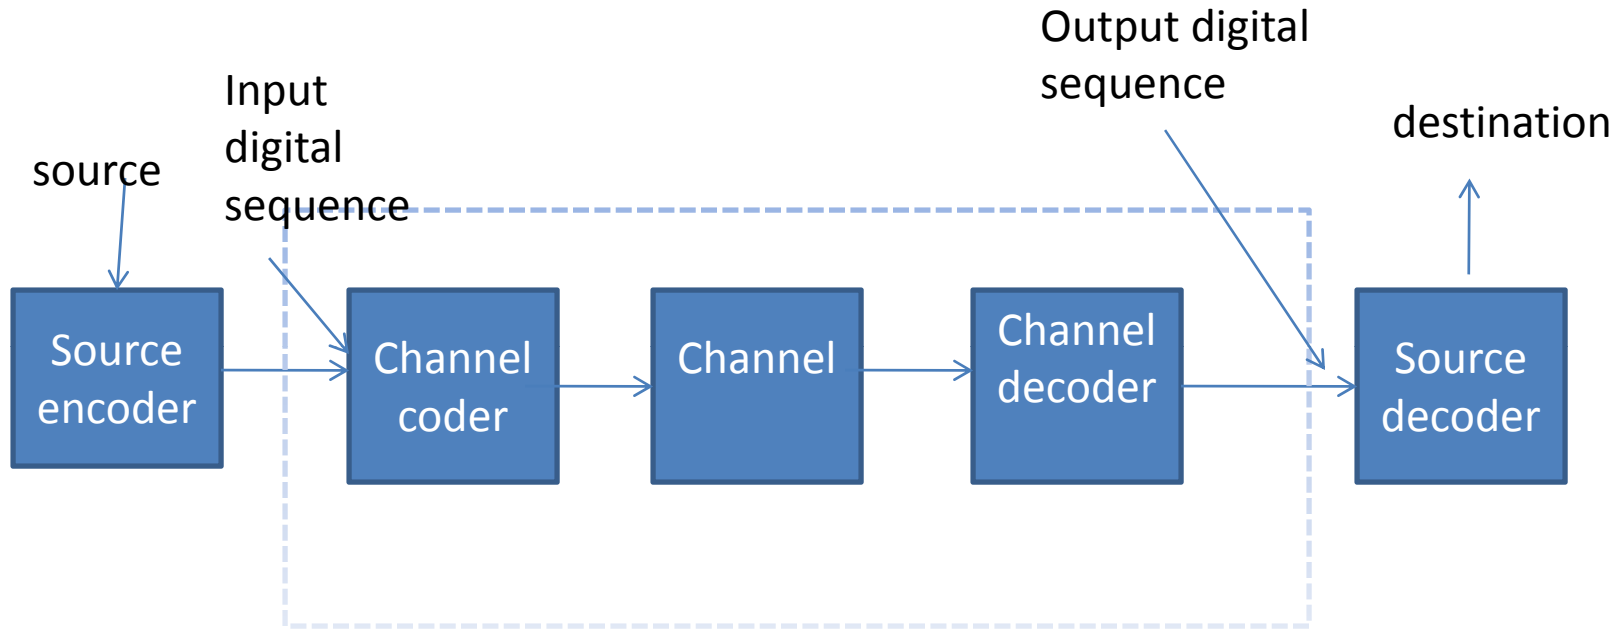 source
Input
digital
sequence
Output digital
sequence
destination
Source
encoder
Channel
coder
Channel
Channel
decoder
Source
decoder